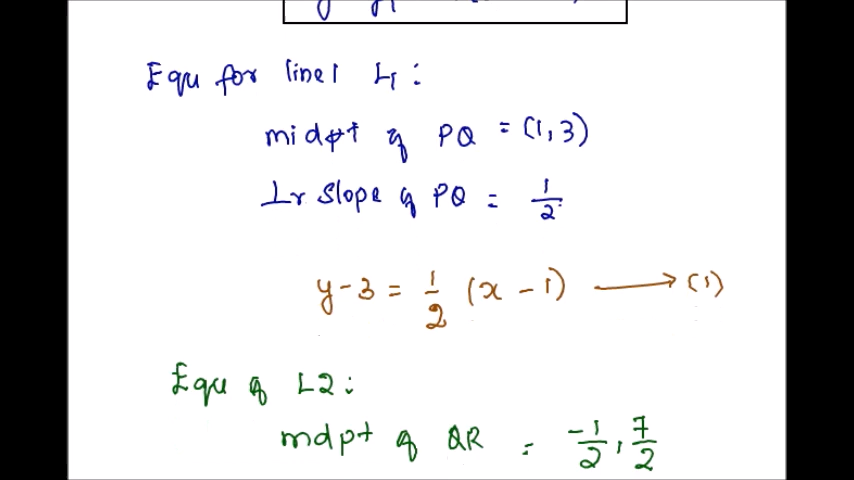 Equ for line1 L1:
midpt of PQ = (1, 3)
⊥r slope of PQ = 1/2
y-3 = 1/2 (x - 1) ⟶ (1)
Equ of L2:
mdpt of QR = -1/2, 7/2